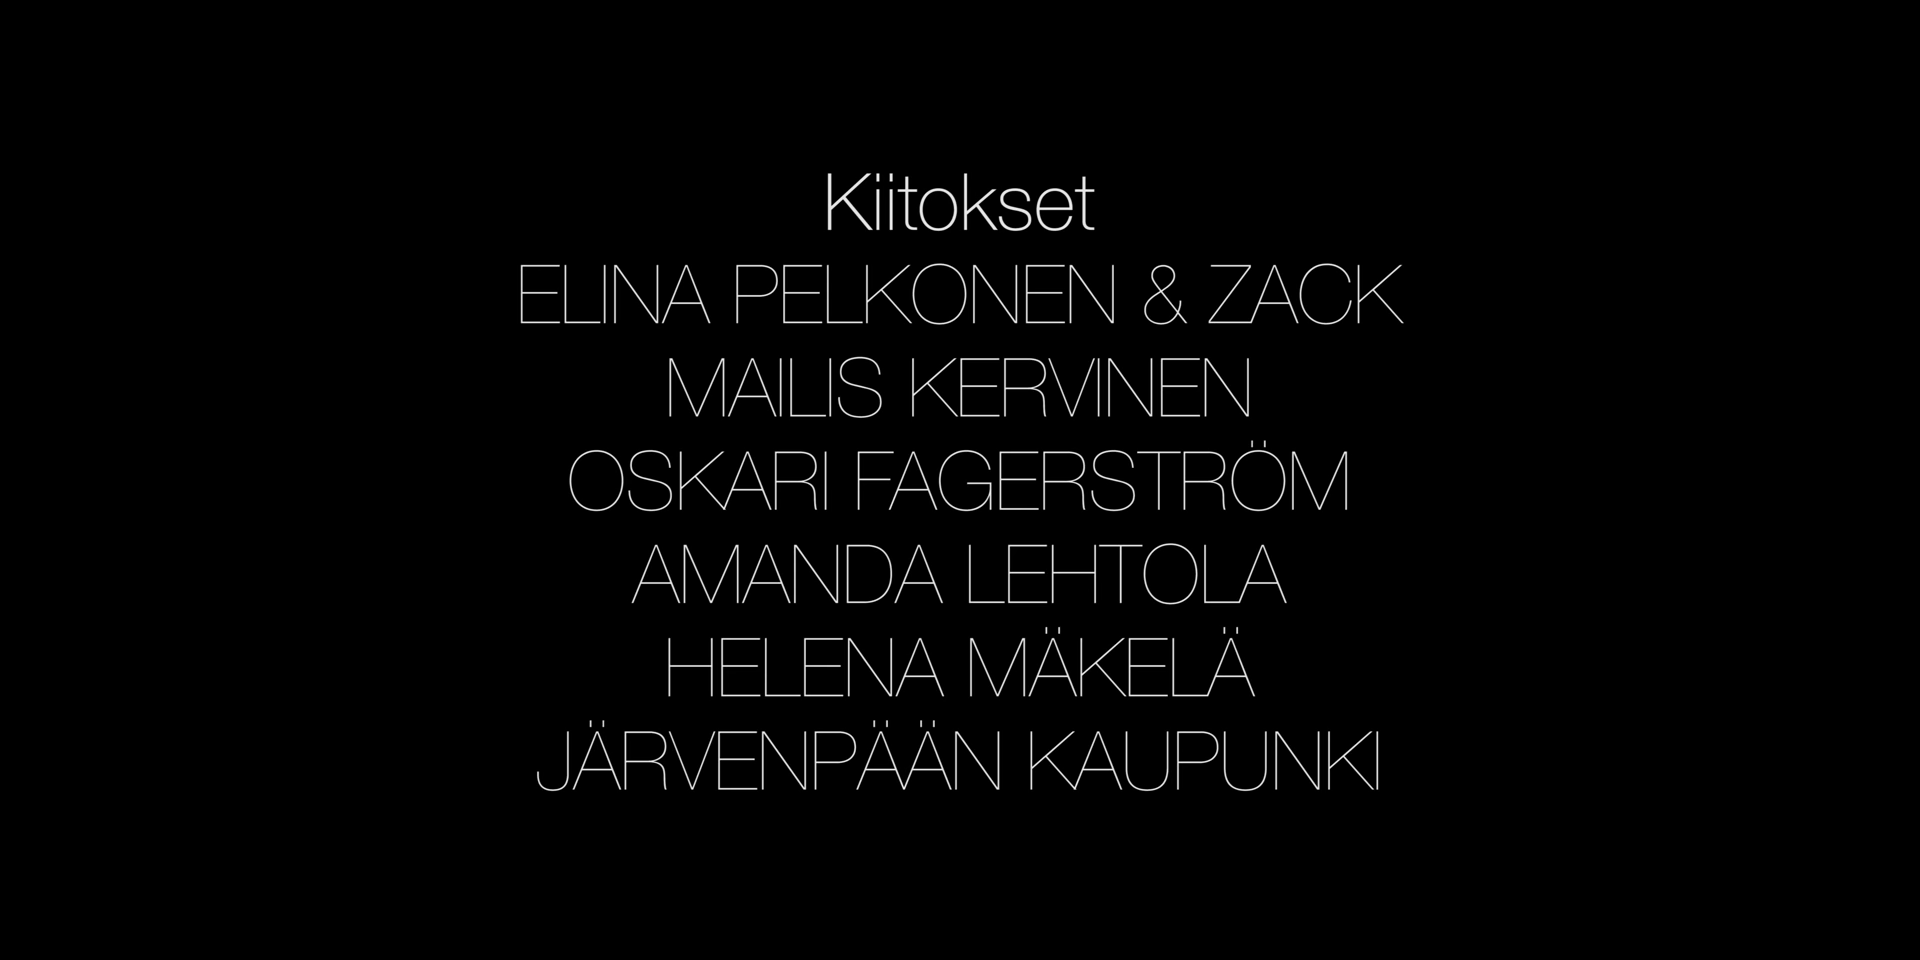 Kiitokset
ELINA PELKONEN & ZACK
MAILIS KERVINEN
OSKARI FAGERSTRÖM
AMANDA LEHTOLA
HELENA MÄKELÄ
JÄRVENPÄÄN KAUPUNKI